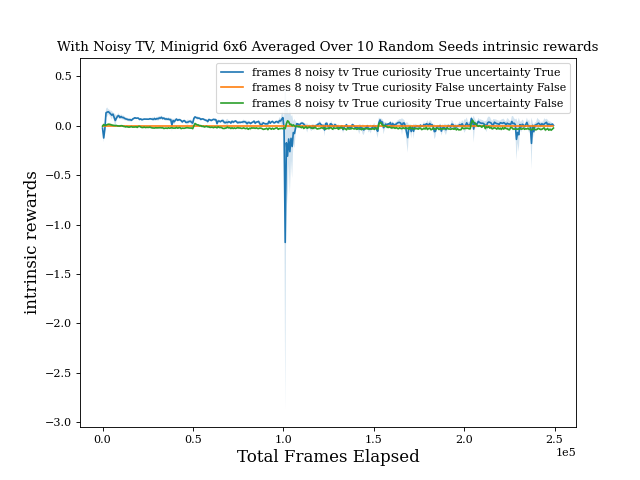 With Noisy TV, Minigrid 6x6 Averaged Over 10 Random Seeds intrinsic rewards
frames 8 noisy tv True curiosity True uncertainty True
frames 8 noisy tv True curiosity False uncertainty False
frames 8 noisy tv True curiosity True uncertainty False
intrinsic rewards
0.5
0.0
−0.5
−1.0
−1.5
−2.0
−2.5
−3.0
0.0 0.5 1.0 1.5 2.0 2.5
1e5
Total Frames Elapsed